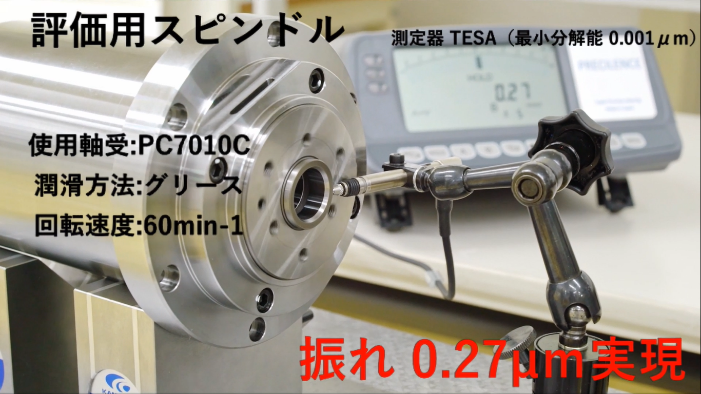 評価用スピンドル
測定器 TESA（最小分解能 0.001μm）
HOLD
0.27
PRECILENCE
使用軸受:PC7010C
潤滑方法:グリース
回転速度:60min-1
振れ 0.27μm実現